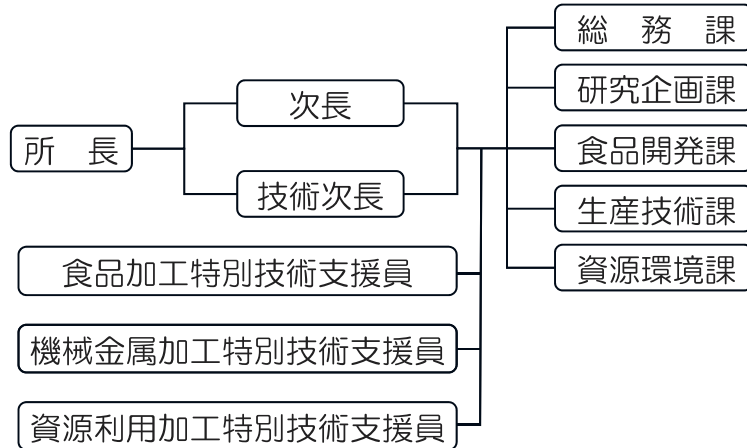 所　長
次長
技術次長
食品加工特別技術支援員
機械金属加工特別技術支援員
資源利用加工特別技術支援員
総　務　課
研究企画課
食品開発課
生産技術課
資源環境課